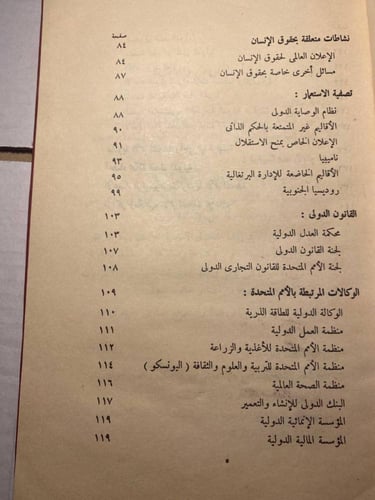 صفحة
نشاطات متعلقة بحقوق الإنسان ٨٤
الإعلان العالمى لحقوق الإنسان ٨٤
مسائل أخرى خاصة بحقوق الإنسان ٨٧
تصفية الاستعمار : ٨٨
نظام الوصاية الدولى ٨٨
الأقاليم غير المتمتعة بالحكم الذاتى ٩٠
الإعلان الخاص بمنح الاستقلال ٩١
ناميبيا ٩٣
الأقاليم الخاضعة للإدارة البرتغالية ٩٥
روديسيا الجنوبية ٩٩
القانون الدولى : ١٠٣
محكمة العدل الدولية ١٠٣
لجنة القانون الدولى ١٠٧
لجنة الأمم المتحدة للقانون التجارى الدولى ١٠٨
الوكالات المرتبطة بالأمم المتحدة : ١٠٩
الوكالة الدولية للطاقة الذرية ١١٠
منظمة العمل الدولية ١١١
منظمة الأمم المتحدة للأغذية والزراعة ١١٢
منظمة الأمم المتحدة للتربية والعلوم والثقافة ( اليونسكو ) ١١٤
منظمة الصحة العالمية ١١٦
البنك الدولى للإنشاء والتعمير ١١٧
المؤسسة الإنمائية الدولية ١١٩
المؤسسة المالية الدولية ١١٩